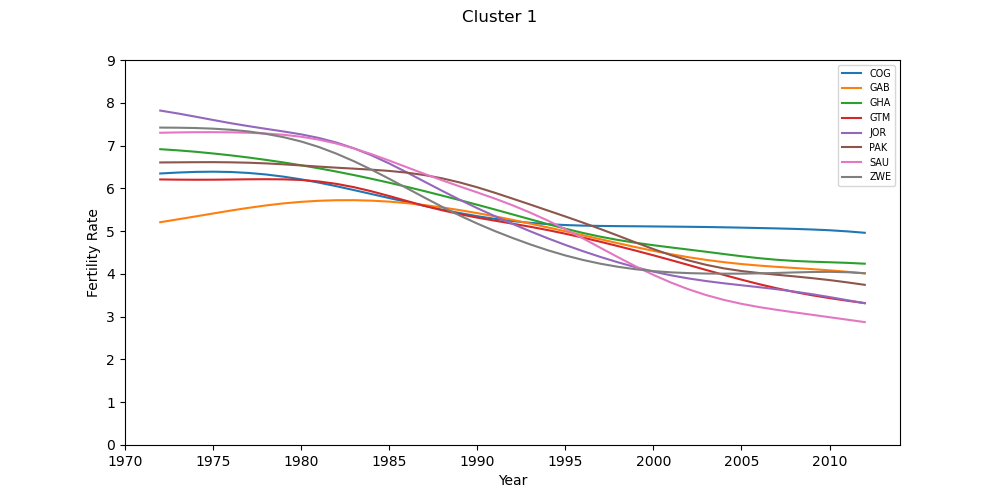 Cluster 1
9
8
7
6
5
4
3
2
1
0
Fertility Rate
COG
GAB
GHA
GTM
JOR
PAK
SAU
ZWE
1970 1975 1980 1985 1990 1995 2000 2005 2010
Year